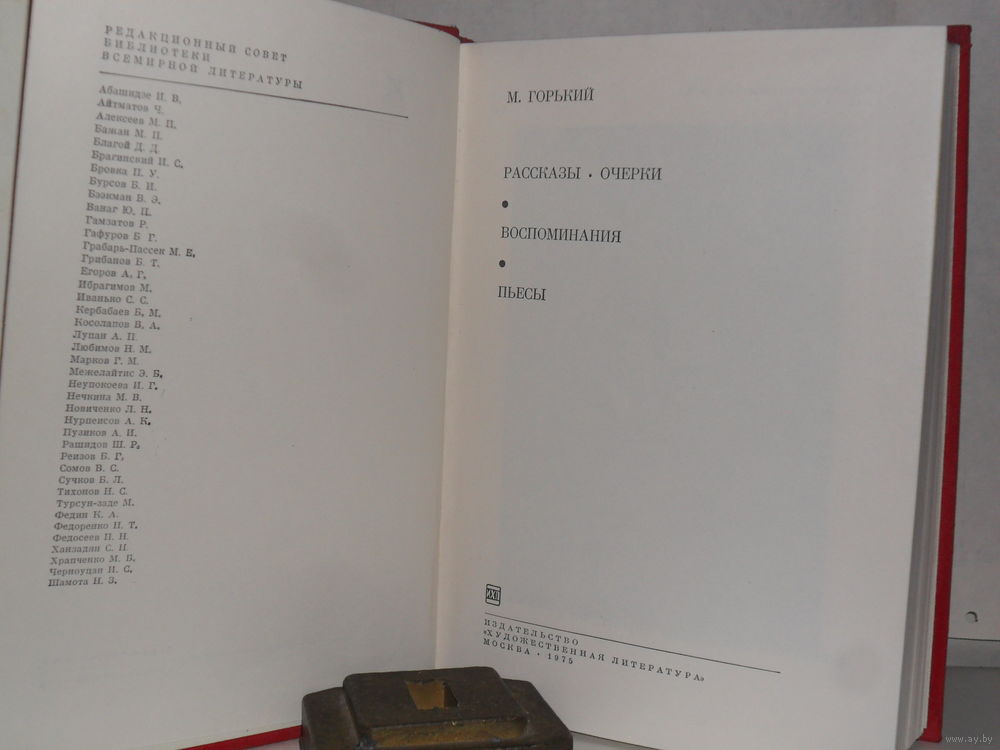 РЕДАКЦИОННЫЙ СОВЕТ
БИБЛИОТЕКИ
ВСЕМИРНОЙ ЛИТЕРАТУРЫ
Абашидзе И. В.
Айтматов Ч.
Алексеев М. П.
Бажан М. П.
Благой Д. Д.
Брагинский И. С.
Бровка П. У.
Бурсов Б. И.
Бээкман В. Э.
Ванаг Ю. П.
Гамзатов Р.
Гафуров Б. Г.
Грабарь-Пассек М. Е.
Грибанов Б. Т.
Егоров А. Г.
Ибрагимов М.
Иванько С. С.
Кербабаев Б. М.
Косолапов В. А.
Лупан А. П.
Любимов Н. М.
Марков Г. М.
Межелайтис Э. Б.
Неупокоева И. Г.
Нечкина М. В.
Новиченко Л. Н.
Нурпеисов А. К.
Пузиков А. И.
Рашидов Ш. Р.
Реизов Б. Г.
Сомов В. С.
Сучков Б. Л.
Тихонов Н. С.
Турсун-заде М.
Федин К. А.
Федоренко Н. Т.
Федосеев П. Н.
Ханзадян С. Н.
Храпченко М. Б.
Черноуцан И. С.
Шамота Н. З.
М. ГОРЬКИЙ
РАССКАЗЫ · ОЧЕРКИ
•
ВОСПОМИНАНИЯ
•
ПЬЕСЫ
ИЗДАТЕЛЬСТВО
«ХУДОЖЕСТВЕННАЯ ЛИТЕРАТУРА»
МОСКВА · 1975
www.ay.by